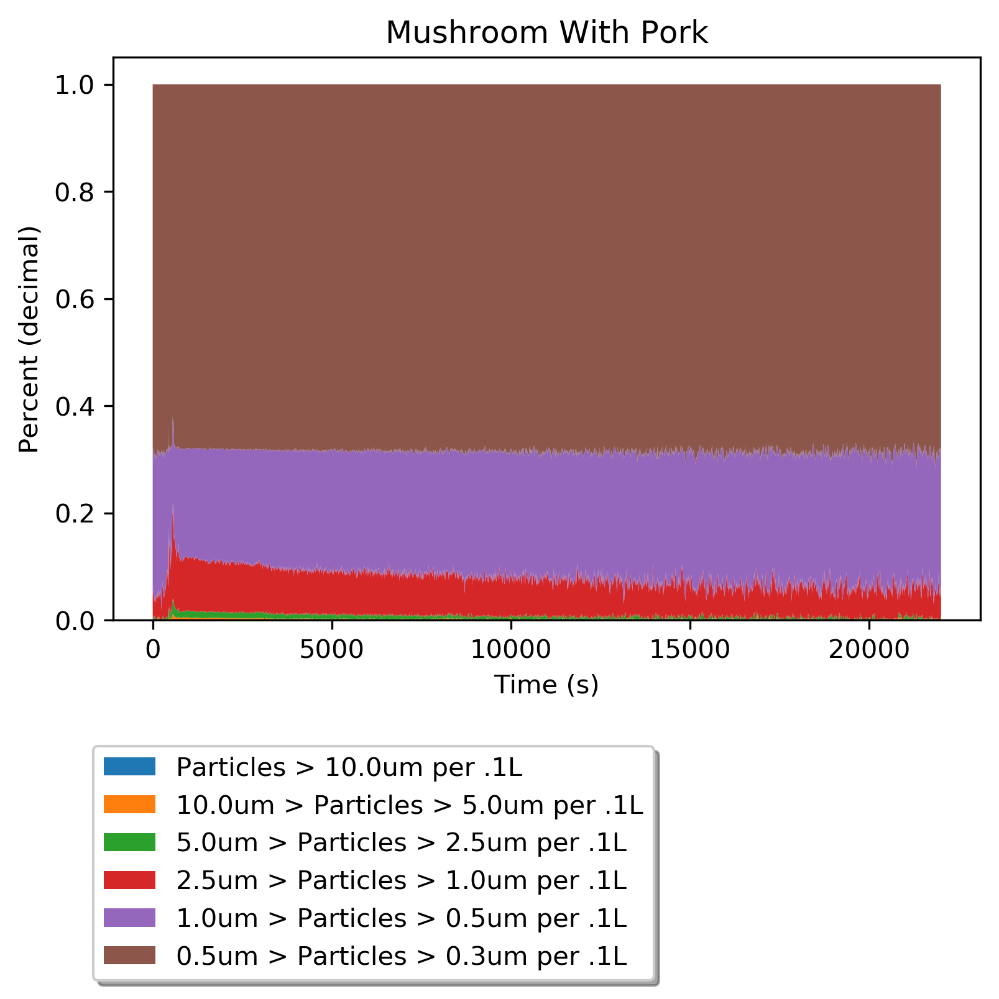 Mushroom With Pork
1.0
0.8
0.6
0.4
0.2
0.0
Percent (decimal)
0 5000 10000 15000 20000
Time (s)
Particles > 10.0um per .1L
10.0um > Particles > 5.0um per .1L
5.0um > Particles > 2.5um per .1L
2.5um > Particles > 1.0um per .1L
1.0um > Particles > 0.5um per .1L
0.5um > Particles > 0.3um per .1L